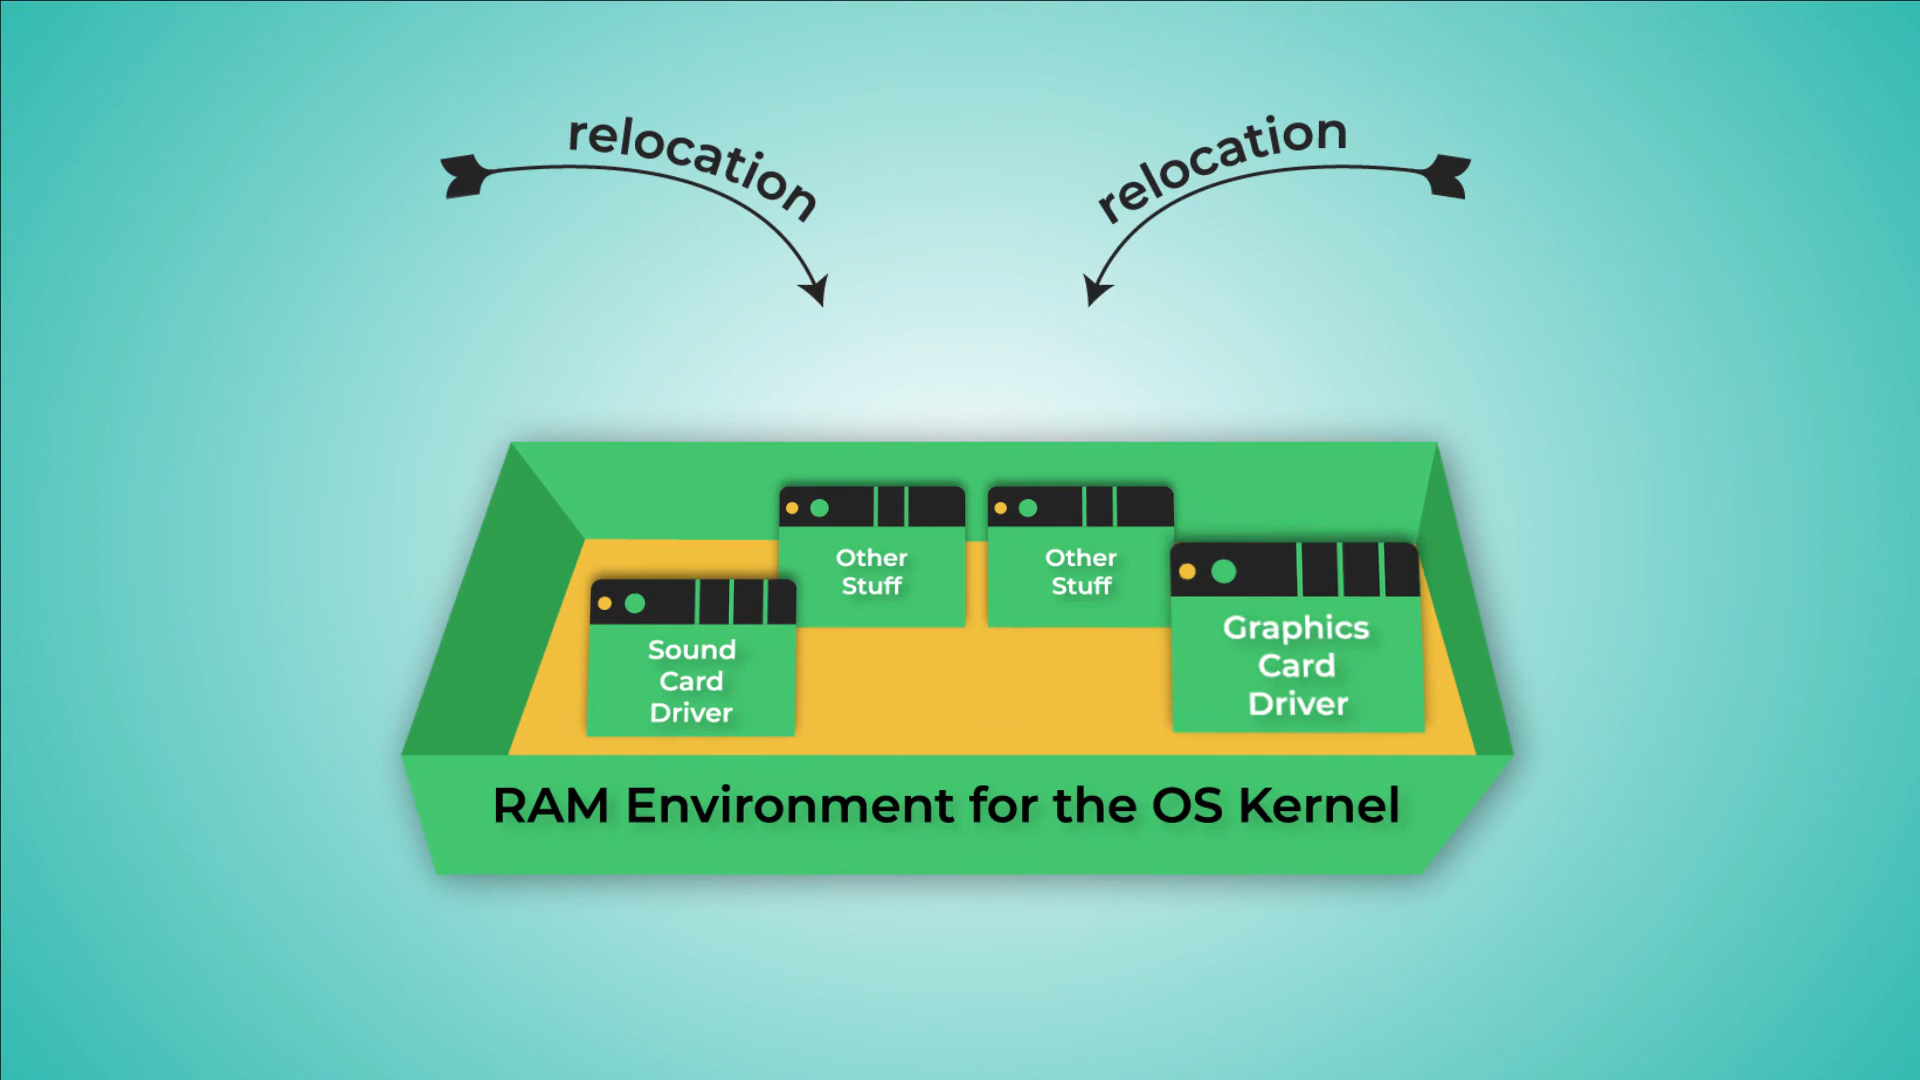 relocation
relocation
Other
Stuff
Other
Stuff
Sound
Card
Driver
Graphics
Card
Driver
RAM Environment for the OS Kernel